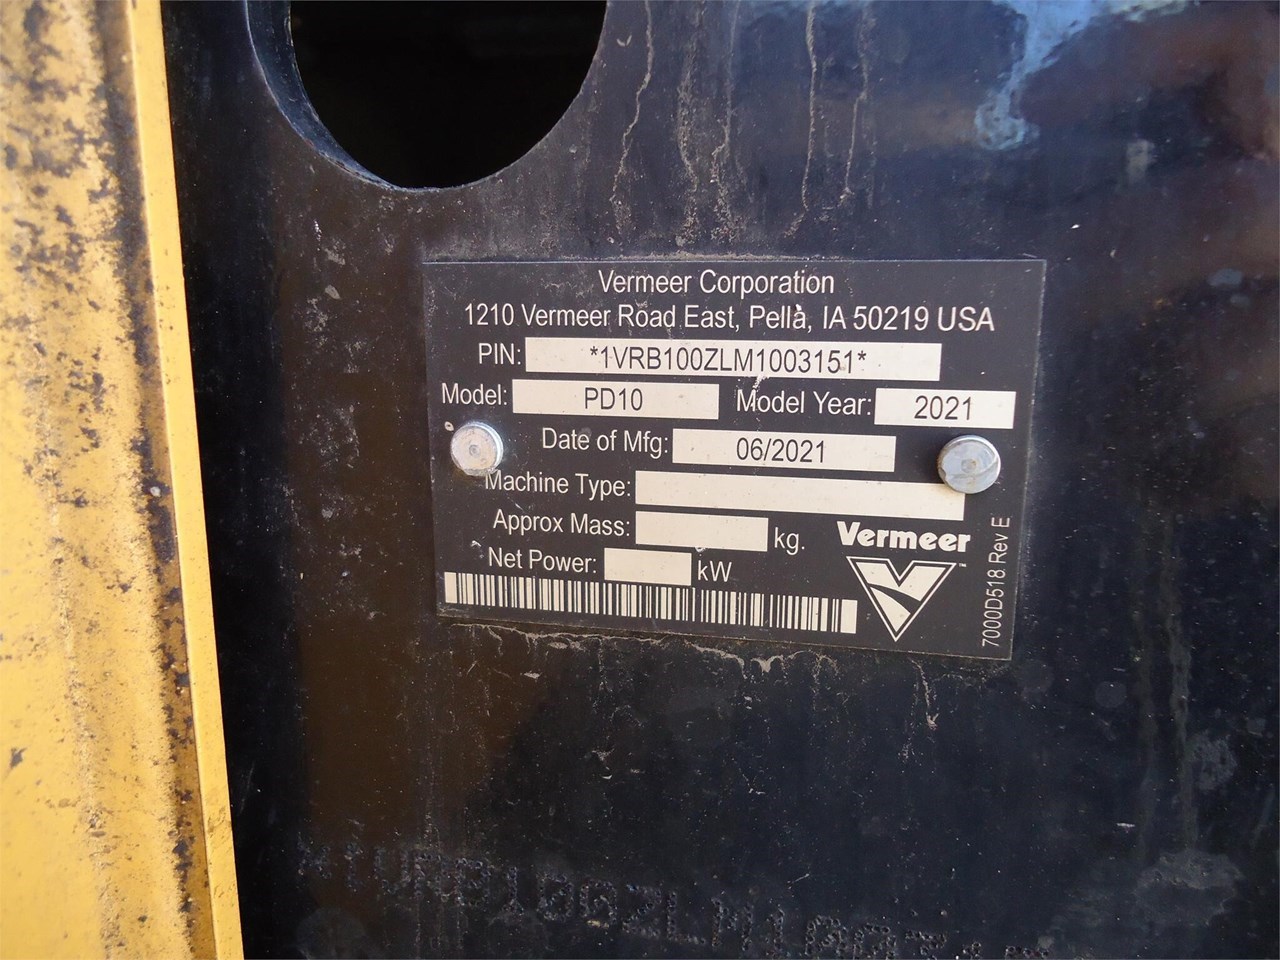 Vermeer Corporation
1210 Vermeer Road East, Pella, IA 50219 USA
PIN: *1VRB100ZLM1003151*
Model: PD10 Model Year: 2021
Date of Mfg: 06/2021
Machine Type:
Approx Mass: kg.
Net Power: kW
Vermeer
7000D518 Rev E